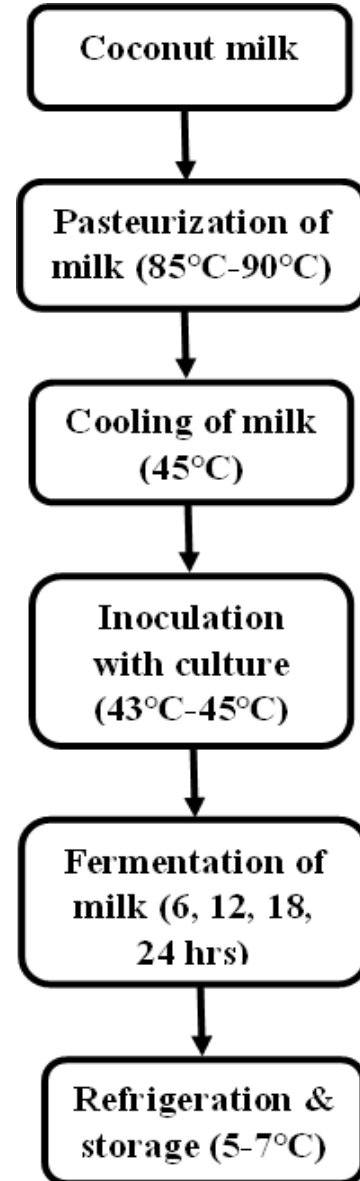 Coconut milk
Pasteurization of
milk (85°C-90°C)
Cooling of milk
(45°C)
Inoculation
with culture
(43°C-45°C)
Fermentation of
milk (6, 12, 18,
24 hrs)
Refrigeration &
storage (5-7°C)